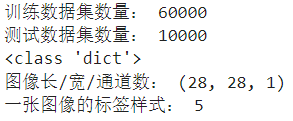 训练数据集数量： 60000
测试数据集数量： 10000
<class 'dict'>
图像长/宽/通道数： (28, 28, 1)
一张图像的标签样式： 5